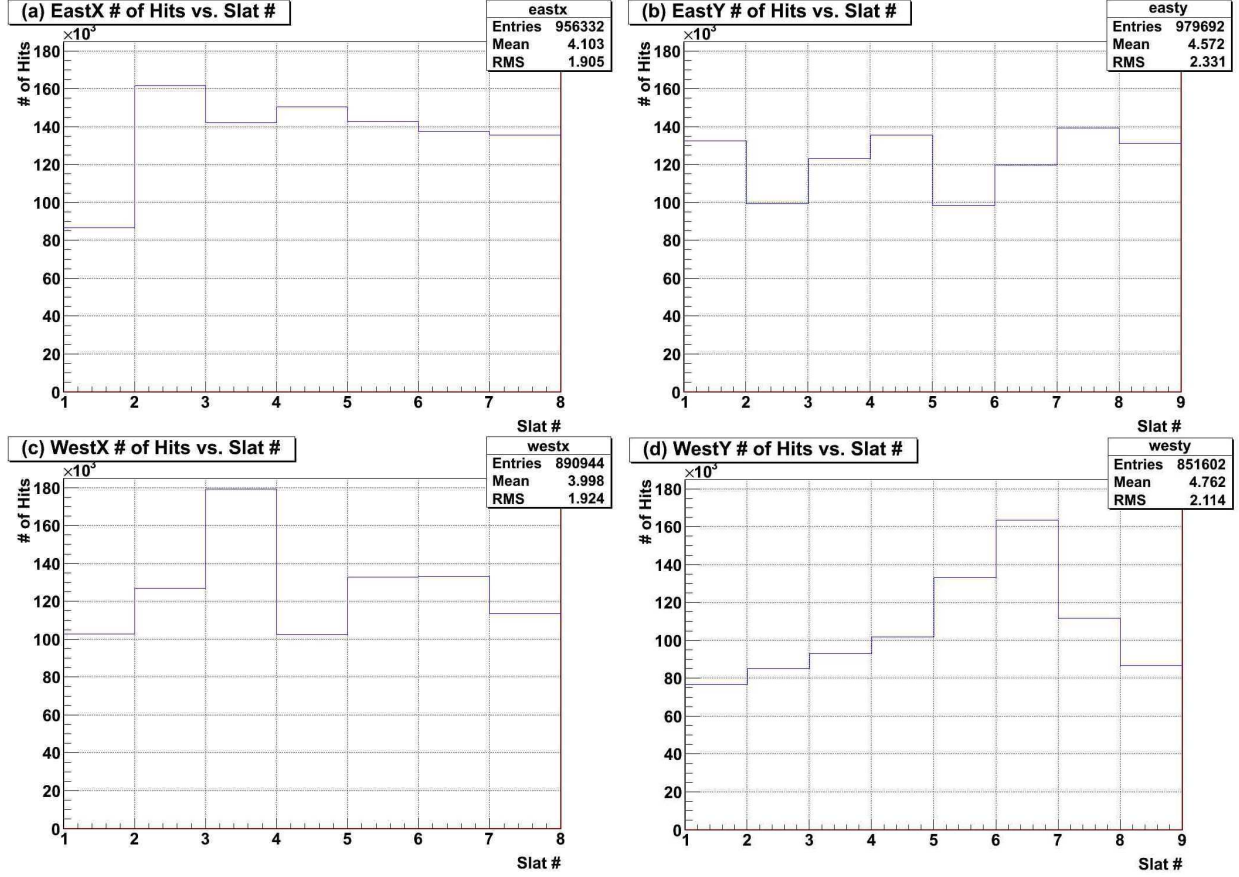 (a) EastX # of Hits vs. Slat #
×10³
# of Hits
180
160
140
120
100
80
60
40
20
0
1 2 3 4 5 6 7 8
Slat #
eastx
Entries 956332
Mean 4.103
RMS 1.905
(b) EastY # of Hits vs. Slat #
×10³
# of Hits
180
160
140
120
100
80
60
40
20
0
1 2 3 4 5 6 7 8 9
Slat #
easty
Entries 979692
Mean 4.572
RMS 2.331
(c) WestX # of Hits vs. Slat #
×10³
# of Hits
180
160
140
120
100
80
60
40
20
0
1 2 3 4 5 6 7 8
Slat #
westx
Entries 890944
Mean 3.998
RMS 1.924
(d) WestY # of Hits vs. Slat #
×10³
# of Hits
180
160
140
120
100
80
60
40
20
0
1 2 3 4 5 6 7 8 9
Slat #
westy
Entries 851602
Mean 4.762
RMS 2.114